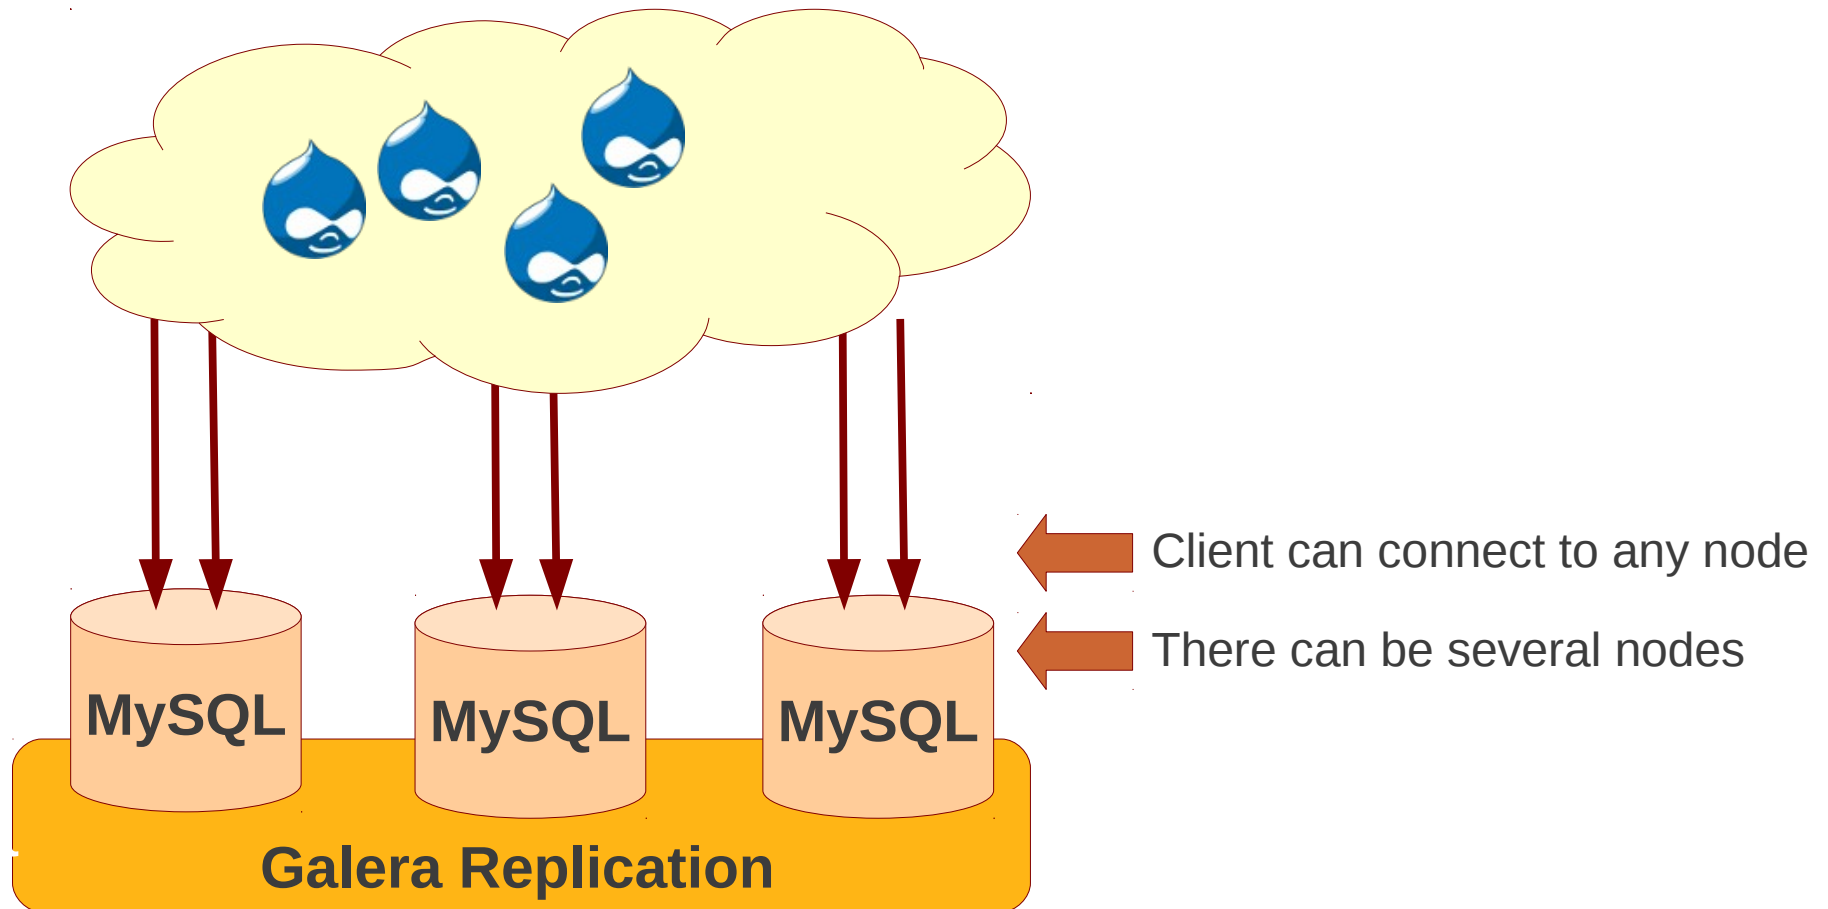 Client can connect to any node
There can be several nodes
MySQL
MySQL
MySQL
Galera Replication